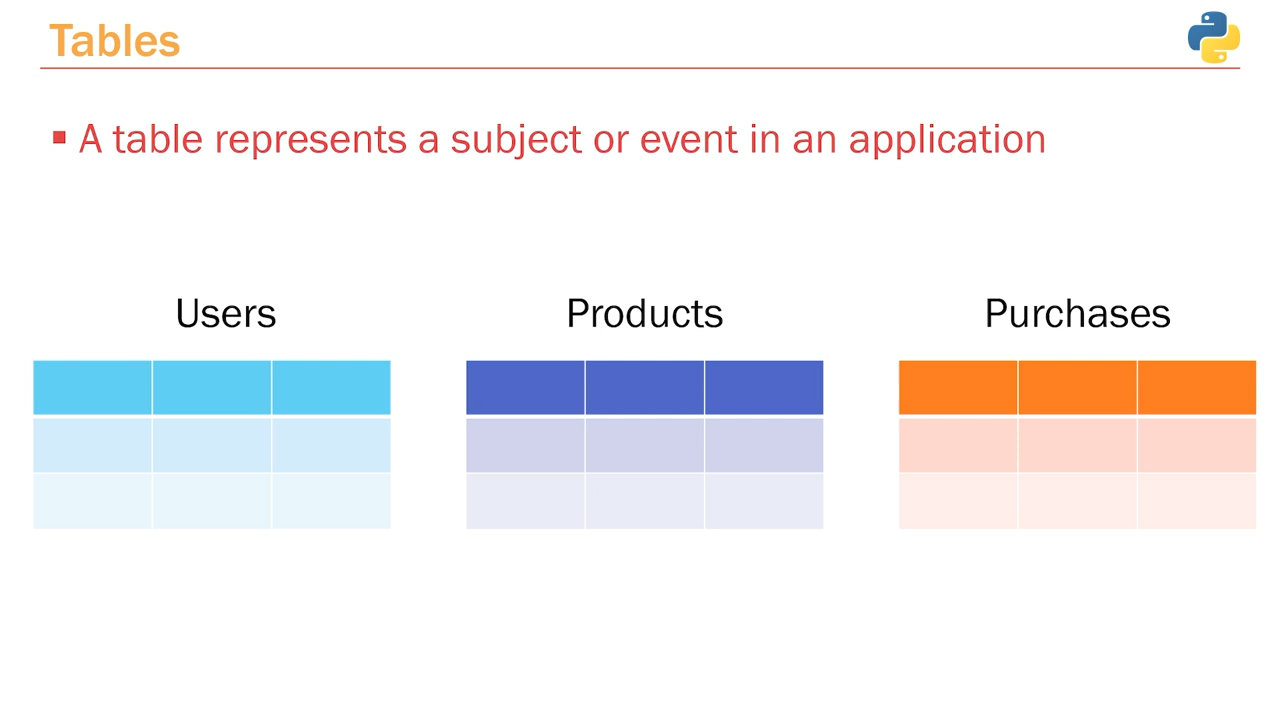 Tables
A table represents a subject or event in an application
Users
Products
Purchases